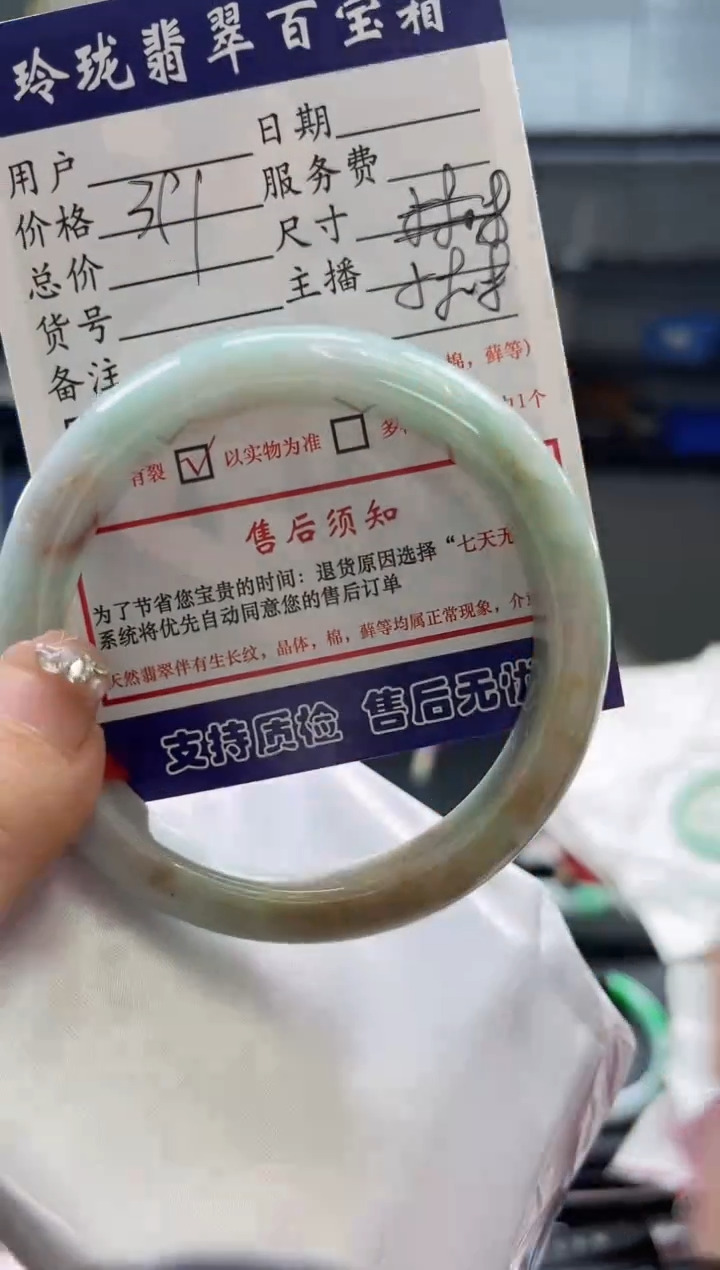 玲珑翡翠百宝箱
用户 日期
价格 服务费
总价 尺寸
货号 主播
备注
棉，藓等)
有裂 ☑ 以实物为准 ☐ 多 1个
售后须知
为了节省您宝贵的时间：退货原因选择“七天无
系统将优先自动同意您的售后订单
天然翡翠伴有生长纹，晶体，棉，藓等均属正常现象，介
支持质检 售后无忧